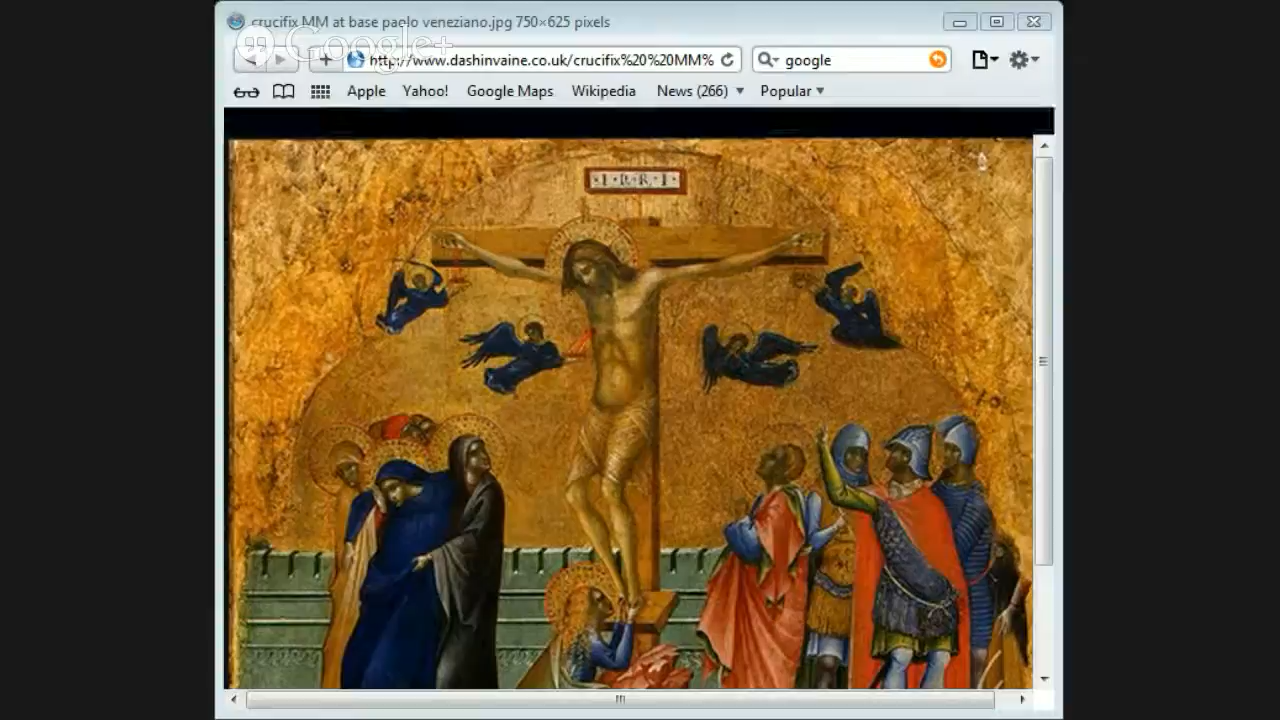 crucifix MM at base paolo veneziano.jpg 750×625 pixels
Google+
http://www.dashinvaine.co.uk/crucifix%20%20MM%
google
Apple Yahoo! Google Maps Wikipedia News (266) Popular
·I·N·R·I·